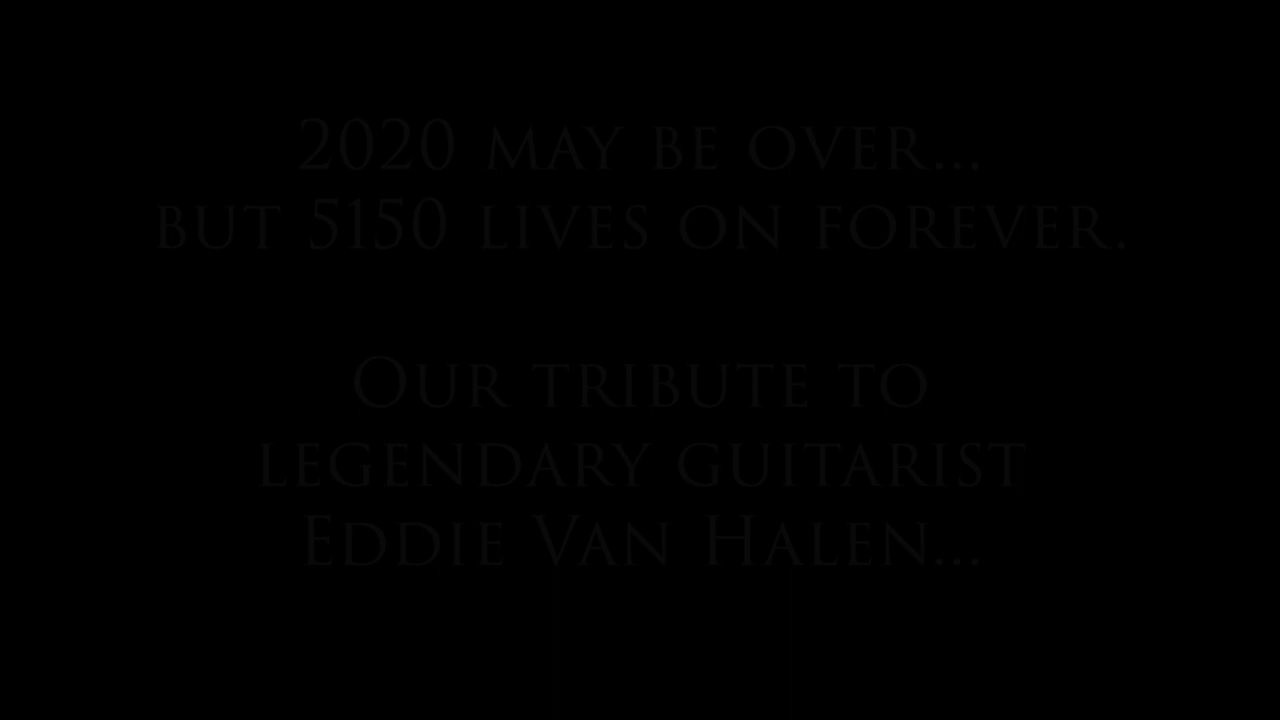 2020 may be over...
but 5150 lives on forever.
Our tribute to
legendary guitarist
Eddie Van Halen...